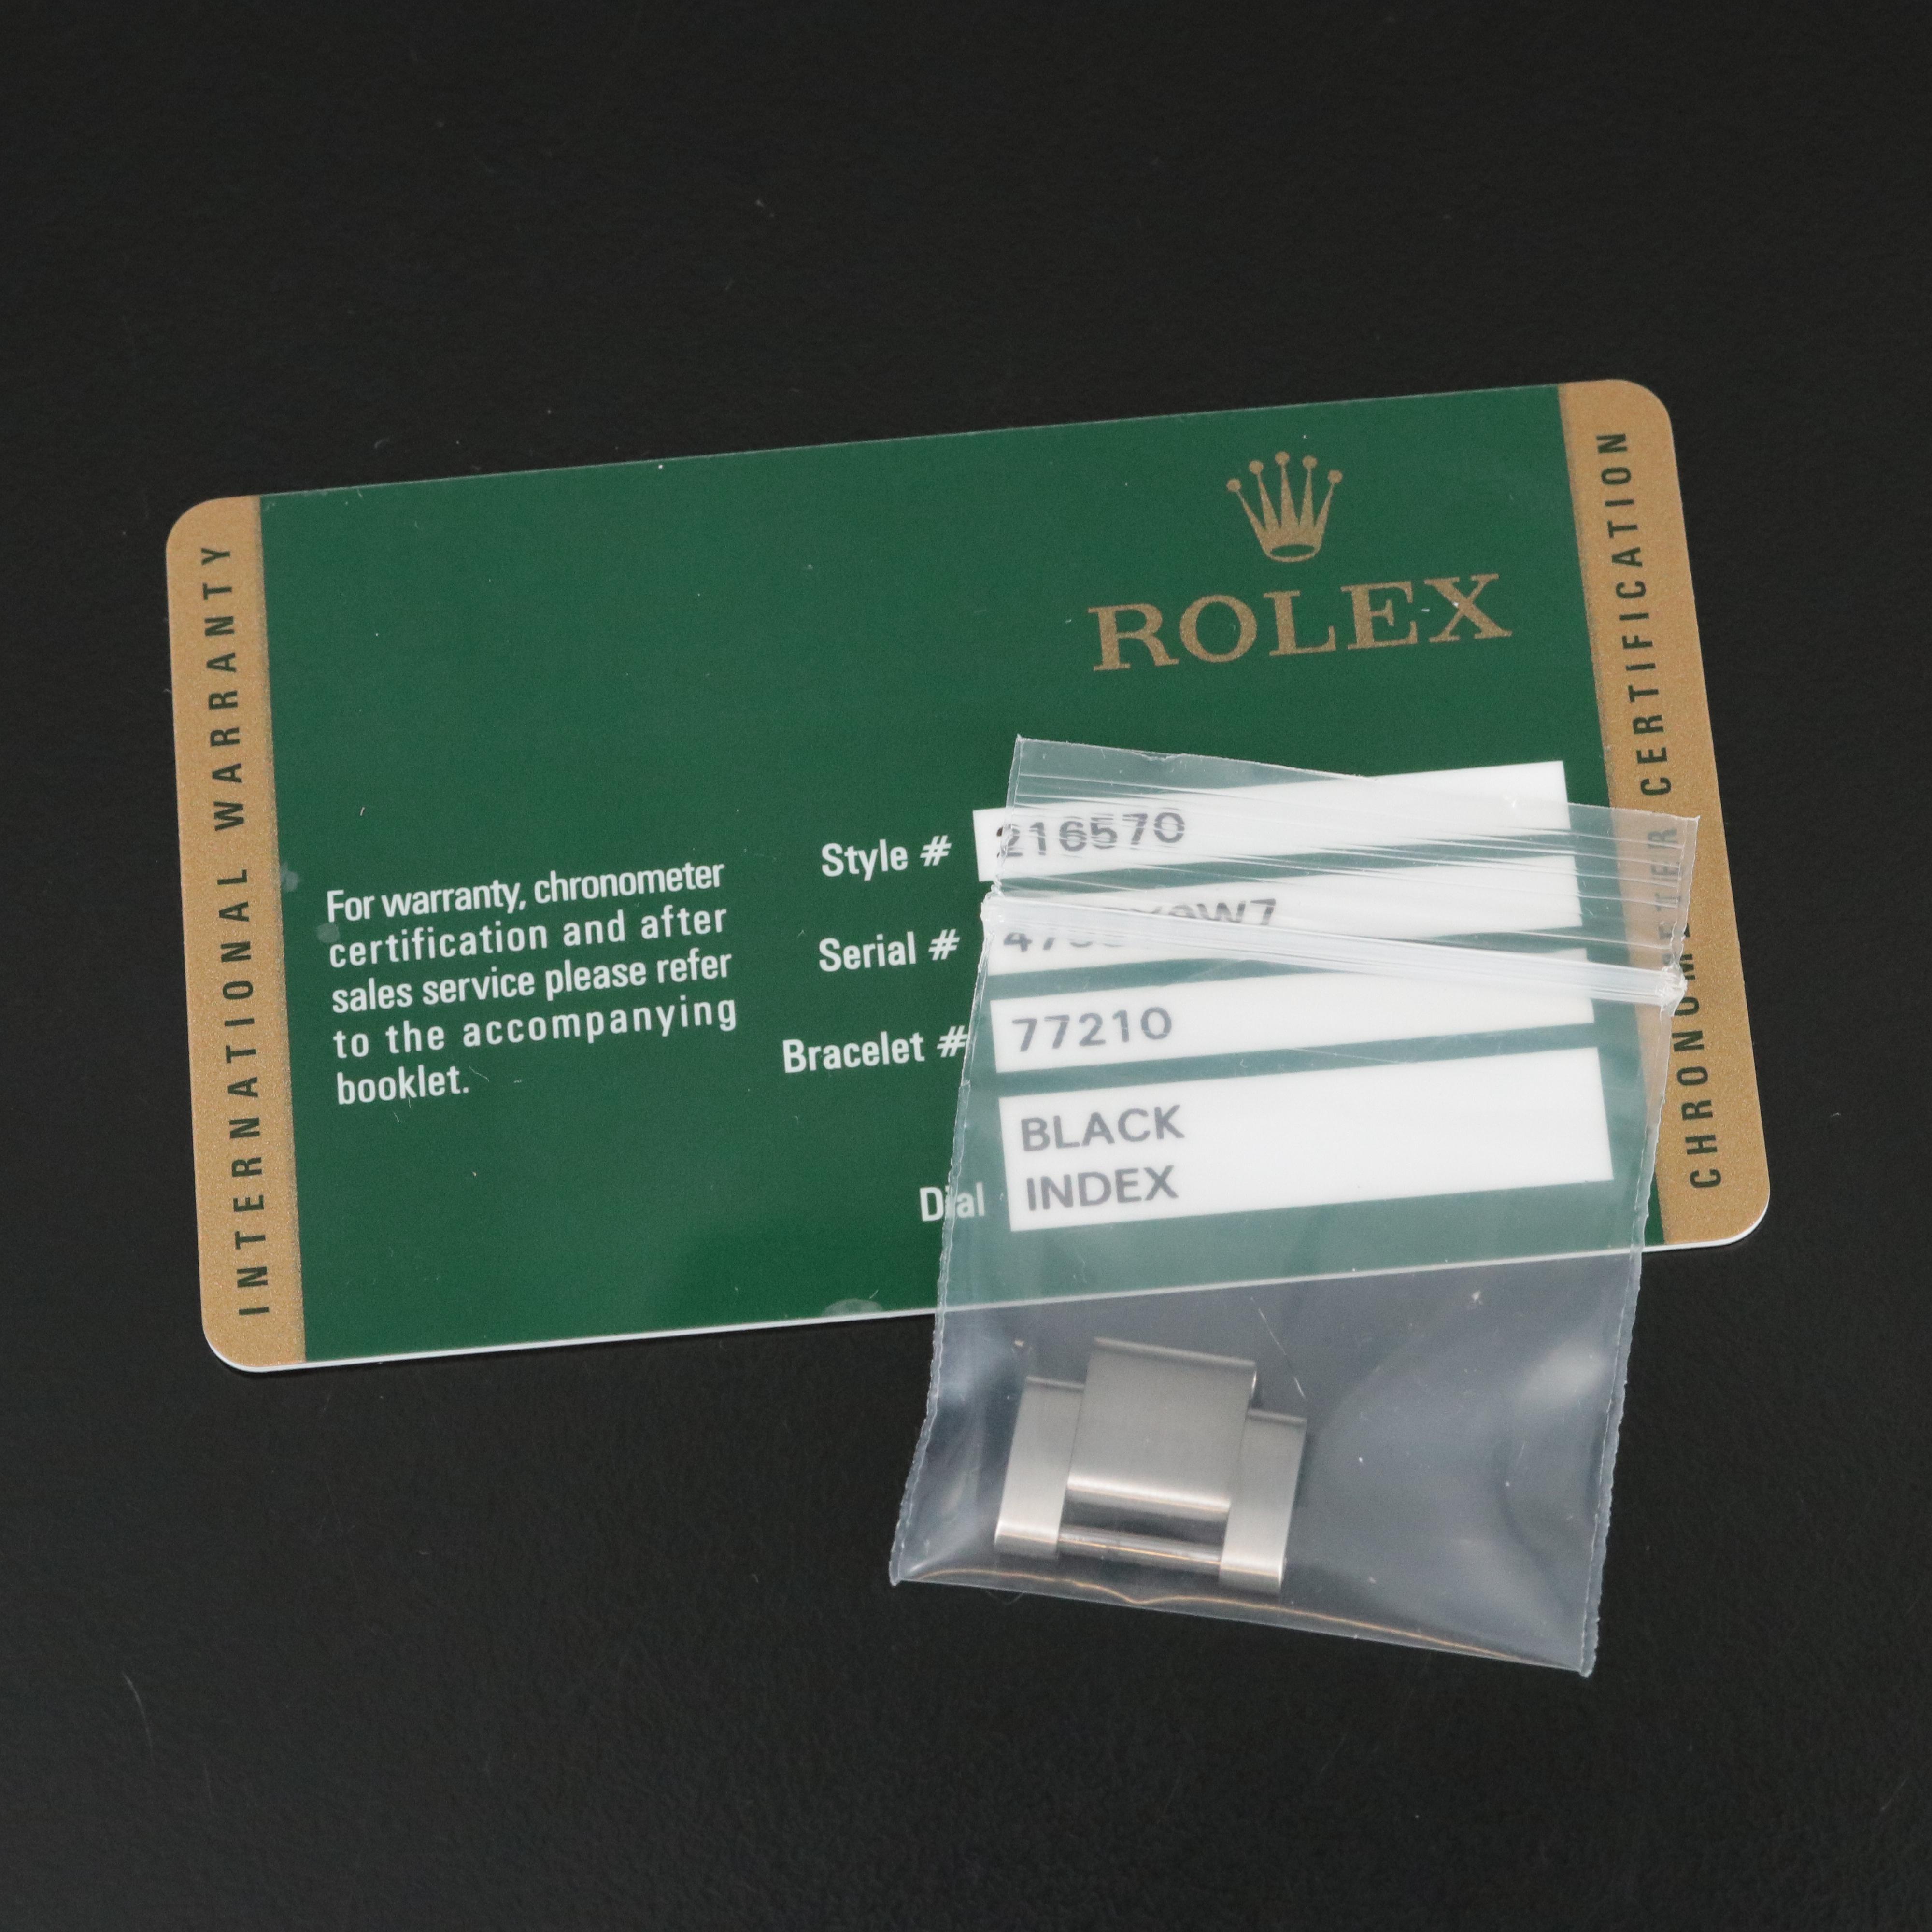 INTERNATIONAL WARRANTY
ROLEX
For warranty, chronometer
certification and after
sales service please refer
to the accompanying
booklet.
Style # 216570
Serial #
Bracelet # 77210
Dial BLACK
INDEX
CHRONOMETER CERTIFICATION